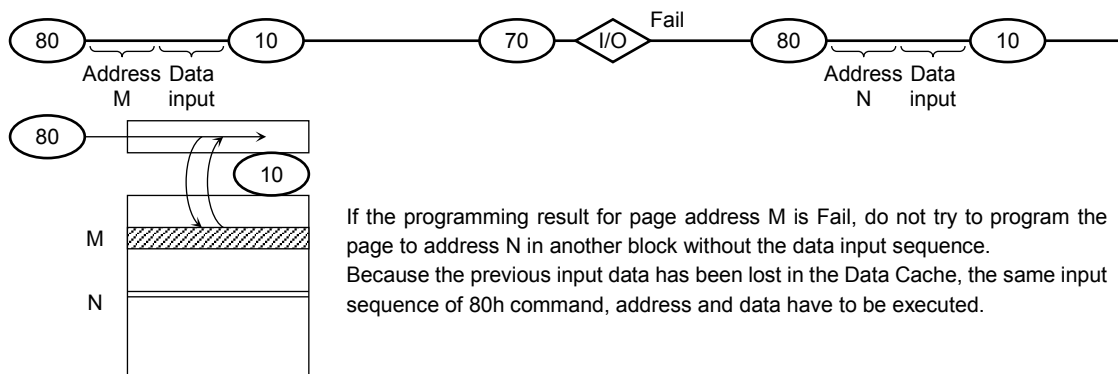 Fail
80 10 70 I/O 80 10
Address Data Address Data
M input N input
80
10
If the programming result for page address M is Fail, do not try to program the
M
page to address N in another block without the data input sequence.
Because the previous input data has been lost in the Data Cache, the same input
N
sequence of 80h command, address and data have to be executed.